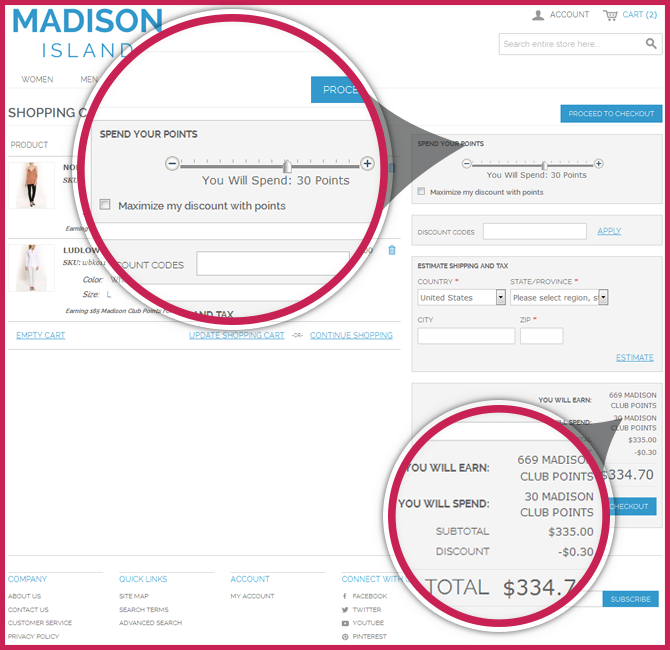 MADISON
ISLAND
ACCOUNT
CART (2)
Search entire store here.
WOMEN
MEN
PROCE
SHOPPING C
PROCEED TO CHECKOUT
PRODUCT
SPEND YOUR POINTS
You Will Spend: 30 Points
Maximize my discount with points
SPEND YOUR POINTS
You Will Spend: 30 Points
Maximize my discount with points
SKU:
Earning
DISCOUNT CODES
APPLY
LUDLOW
SKU: wbk012
Color:
Size: L
Earning 165 Madison Club Points
OUNT CODES
AND TAX
ESTIMATE SHIPPING AND TAX
COUNTRY *
STATE/PROVINCE *
United States
Please select region, s
CITY
ZIP *
EMPTY CART
UPDATE SHOPPING CART
-OR-
CONTINUE SHOPPING
ESTIMATE
YOU WILL EARN:
669 MADISON
CLUB POINTS
LL SPEND:
30 MADISON
CLUB POINTS
$335.00
-$0.30
$334.70
CHECKOUT
YOU WILL EARN:
669 MADISON
CLUB POINTS
YOU WILL SPEND:
30 MADISON
CLUB POINTS
SUBTOTAL
$335.00
DISCOUNT
-$0.30
TOTAL
$334.7
COMPANY
ABOUT US
CONTACT US
CUSTOMER SERVICE
PRIVACY POLICY
QUICK LINKS
SITE MAP
SEARCH TERMS
ADVANCED SEARCH
ACCOUNT
MY ACCOUNT
CONNECT WITH
FACEBOOK
TWITTER
YOUTUBE
PINTEREST
SUBSCRIBE